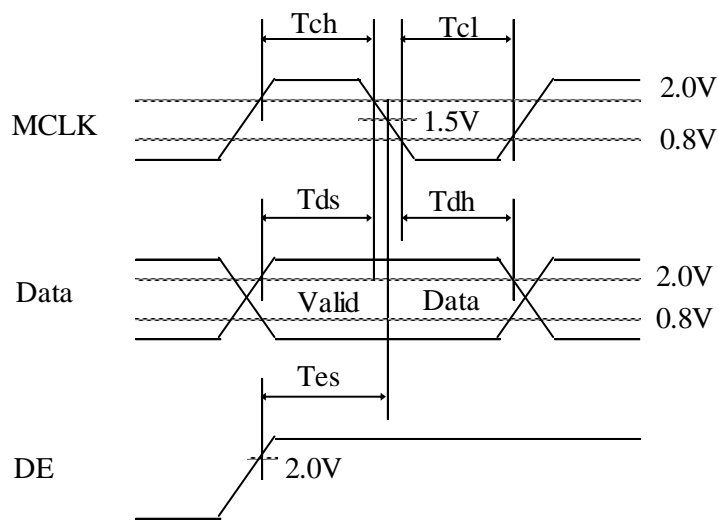 Tch
Tcl
2.0V
MCLK
1.5V
0.8V
Tds
Tdh
Data
2.0V
Valid
Data
0.8V
Tes
DE
2.0V